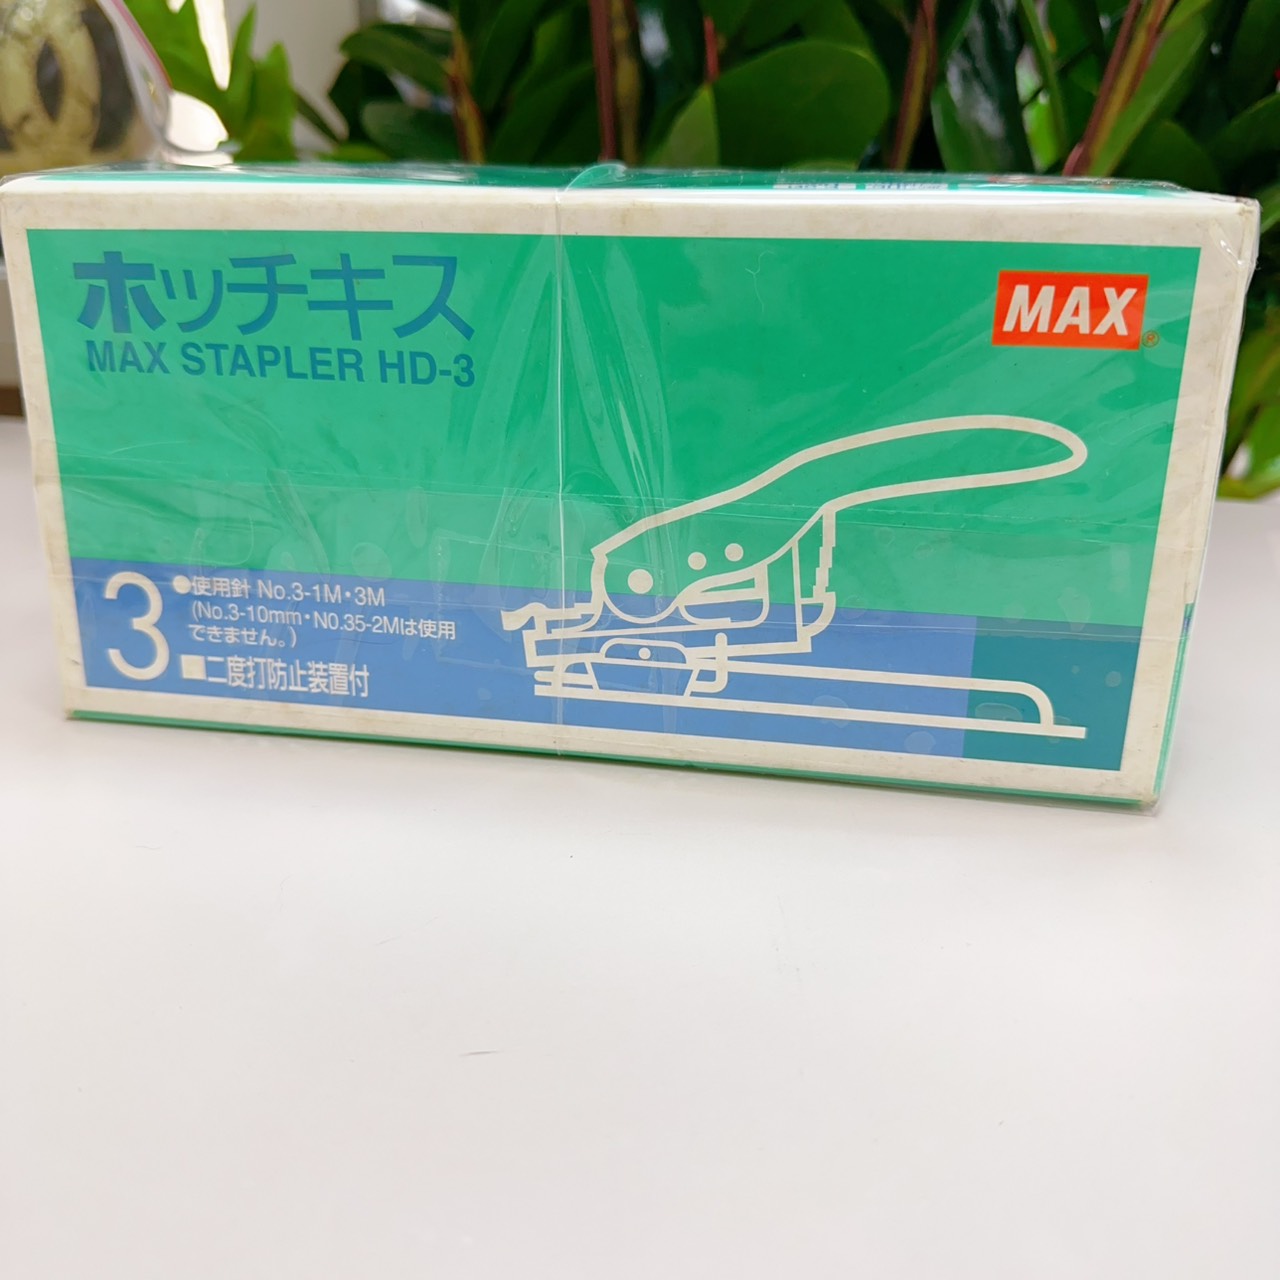 ホッチキス
MAX STAPLER HD-3
MAX®
3
●使用針 No.3-1M・3M
(No.3-10mm・NO.35-2Mは使用
できません。)
■二度打防止装置付